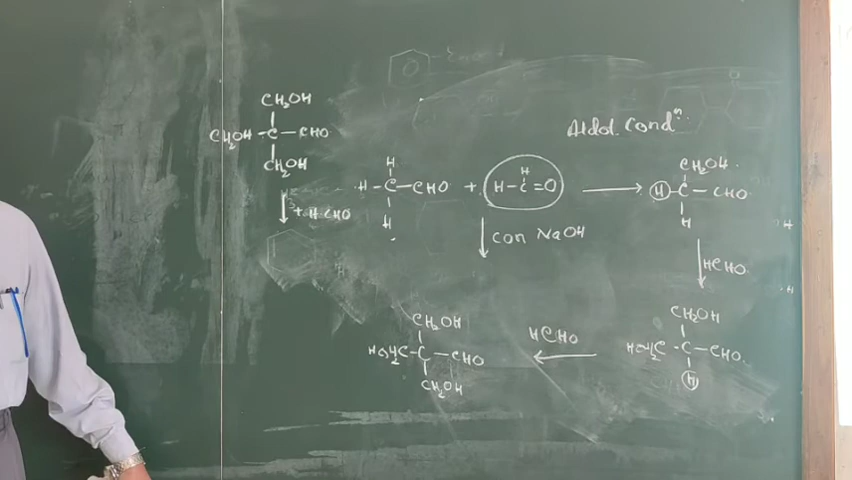 CH2OH
CH2OH - C - CHO
CH2OH
+ H CHO
Aldol Condⁿ
H
H - C - CHO + H - C = O
H
H
con NaOH
CH2OH
H - C - CHO
H
HCHO
CH2OH
HOH2C - C - CHO
H
HCHO
CH2OH
HOH2C - C - CHO
CH2OH